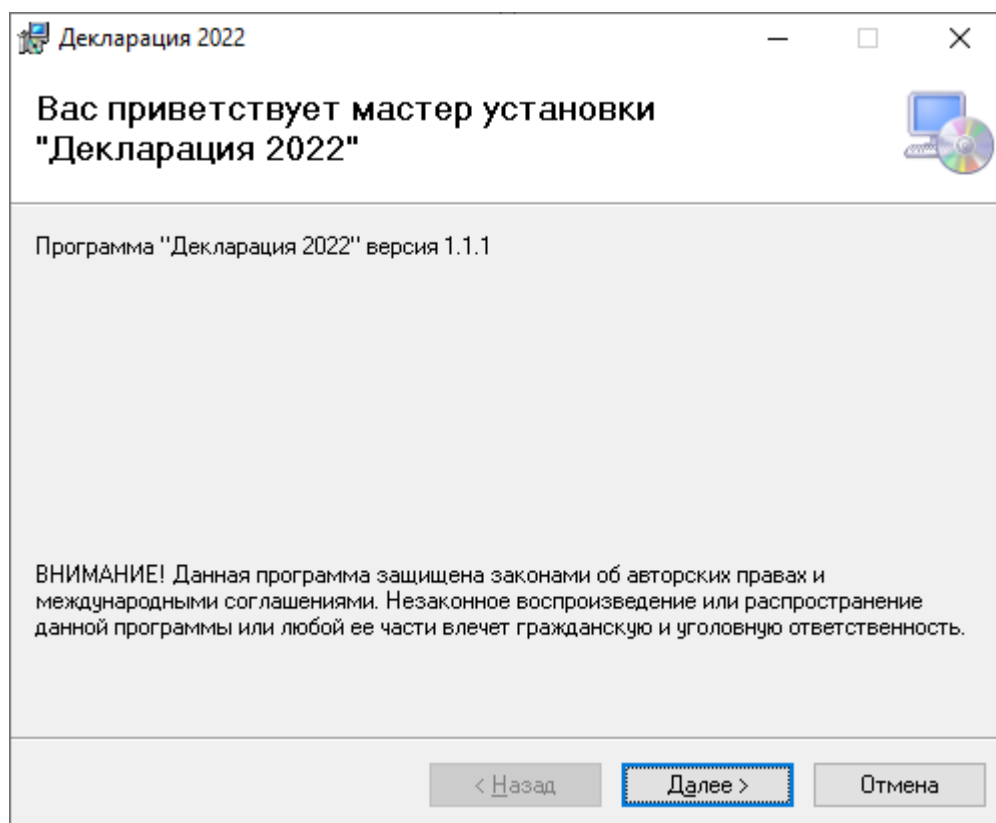 Декларация 2022
Вас приветствует мастер установки
"Декларация 2022"
Программа "Декларация 2022" версия 1.1.1
ВНИМАНИЕ! Данная программа защищена законами об авторских правах и
международными соглашениями. Незаконное воспроизведение или распространение
данной программы или любой ее части влечет гражданскую и уголовную ответственность.
< Назад
Далее >
Отмена